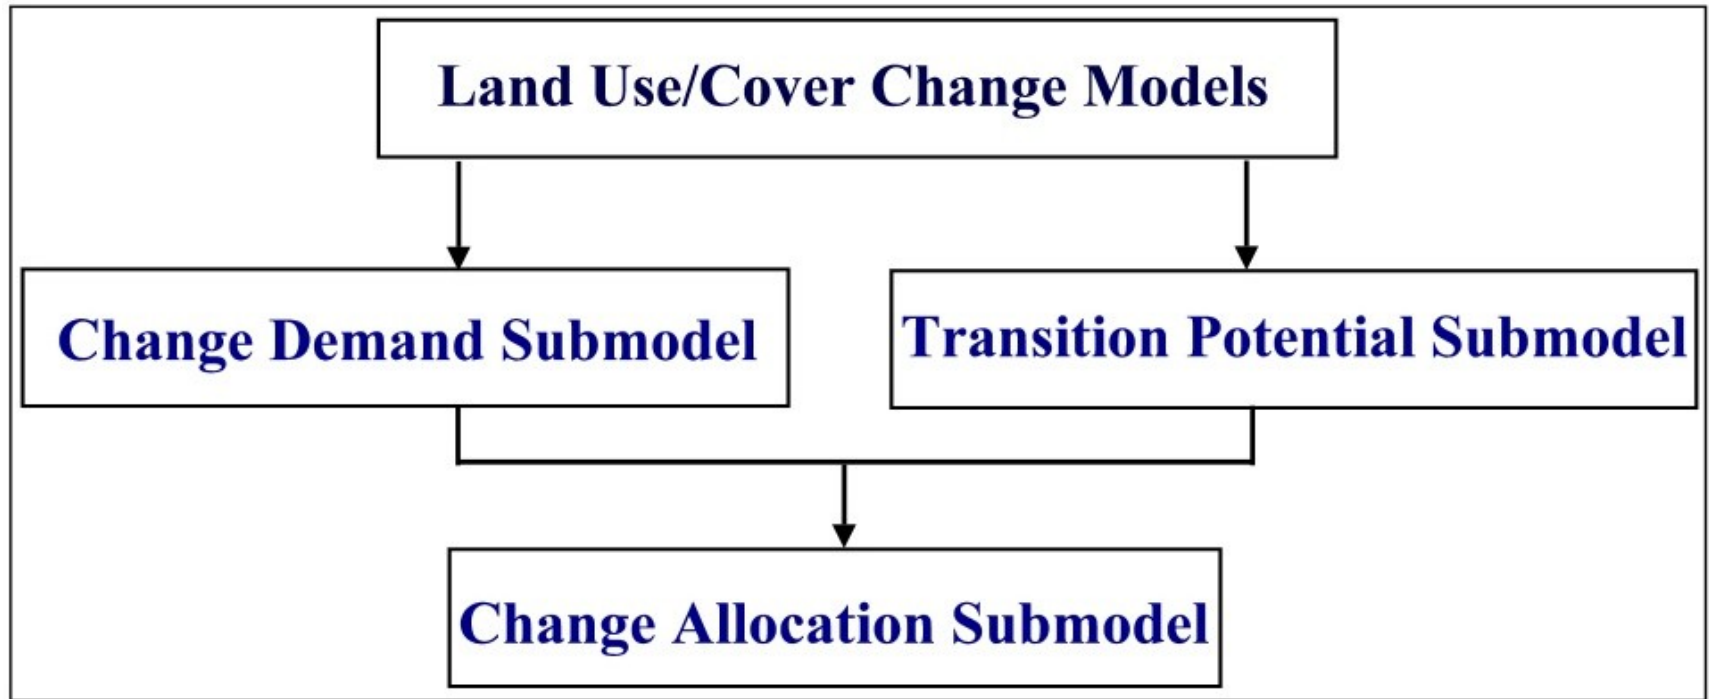 Land Use/Cover Change Models
Change Demand Submodel
Transition Potential Submodel
Change Allocation Submodel